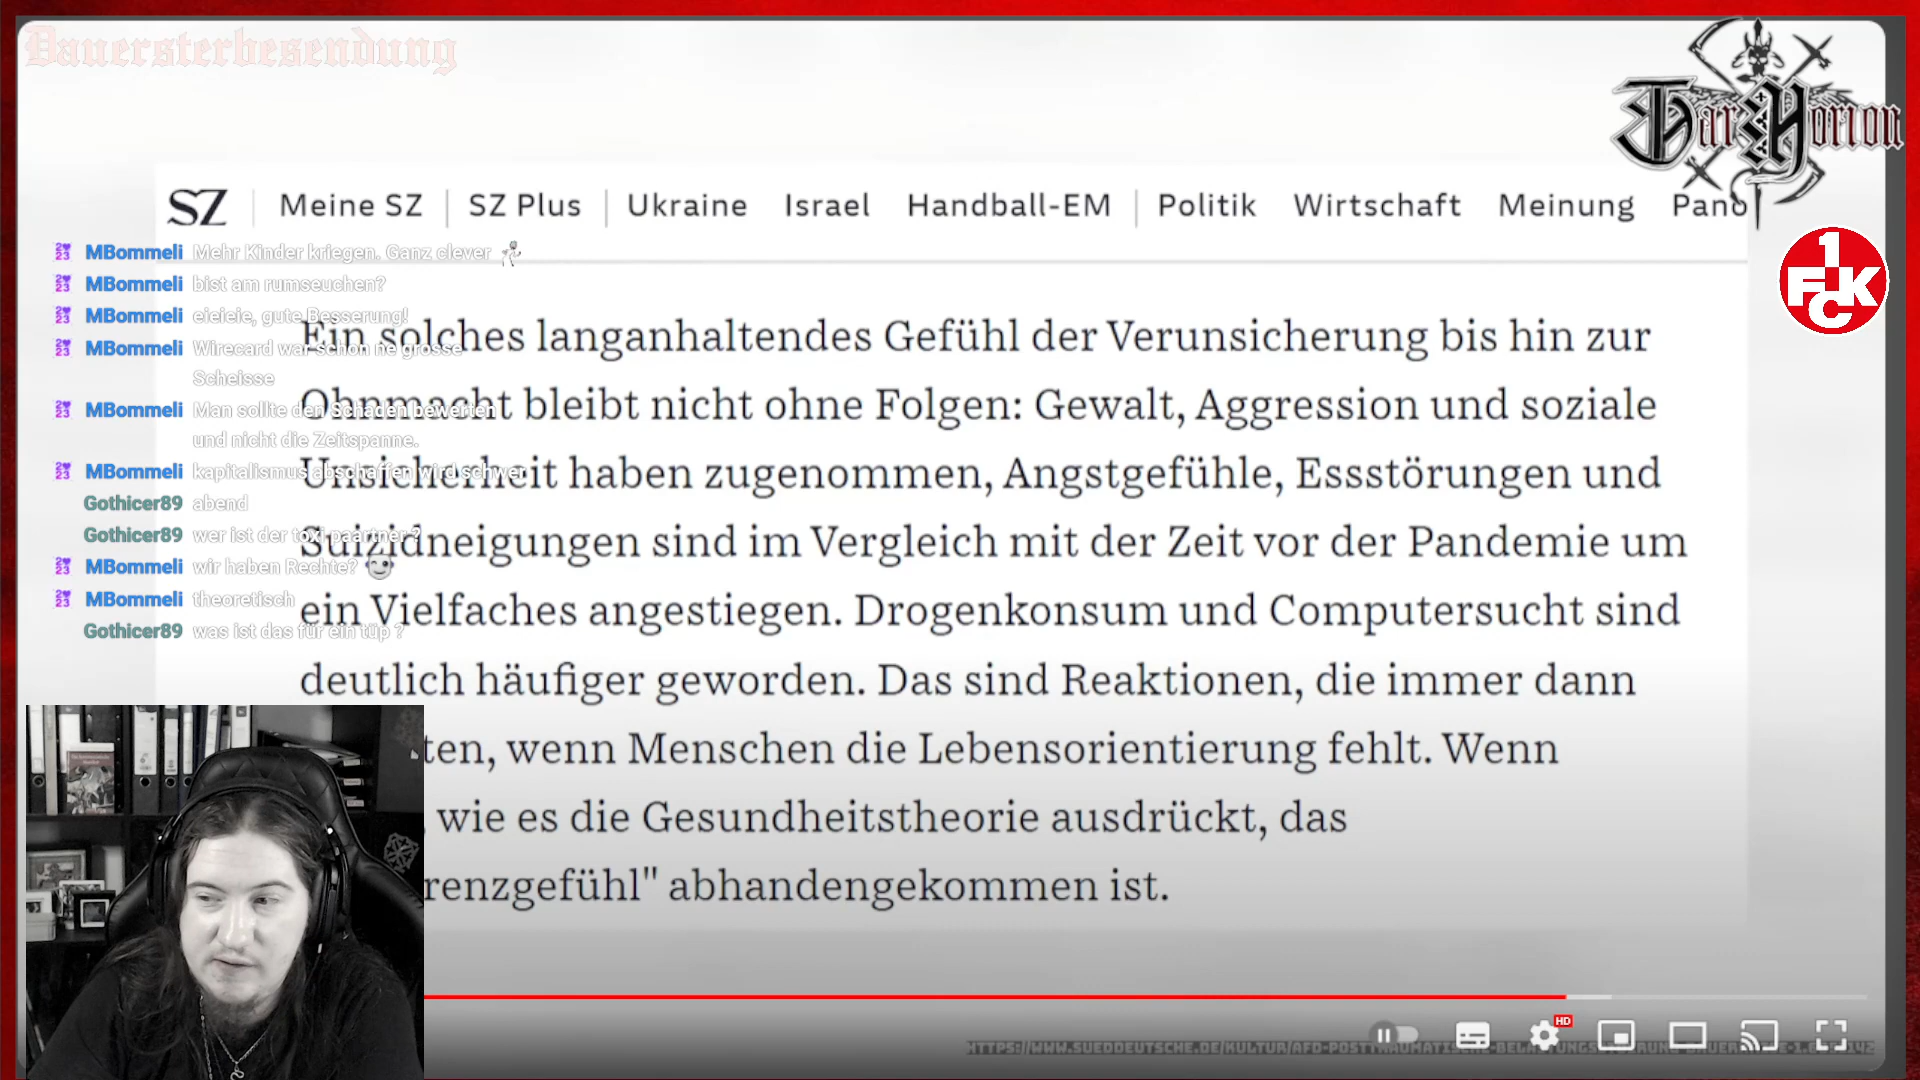 Dauersterbesendung
Tar Horion
SZ Meine SZ SZ Plus Ukraine Israel Handball-EM Politik Wirtschaft Meinung Pano
1 FCK
MBommeli Mehr Kinder kriegen. Ganz clever
MBommeli bist am rumseuchen?
MBommeli eieieie, gute Besserung!
MBommeli Wirecard war schon ne grosse
Scheisse
MBommeli Man sollte den Schaden bewerten
und nicht die Zeitspanne.
MBommeli kapitalismus abschaffen wird schwer
Gothicer89 abend
Gothicer89 wer ist der toxi paartner ?
MBommeli wir haben Rechte?
MBommeli theoretisch
Gothicer89 was ist das für ein tüp ?
Ein solches langanhaltendes Gefühl der Verunsicherung bis hin zur
Ohnmacht bleibt nicht ohne Folgen: Gewalt, Aggression und soziale
Unsicherheit haben zugenommen, Angstgefühle, Essstörungen und
Suizidneigungen sind im Vergleich mit der Zeit vor der Pandemie um
ein Vielfaches angestiegen. Drogenkonsum und Computersucht sind
deutlich häufiger geworden. Das sind Reaktionen, die immer dann
ten, wenn Menschen die Lebensorientierung fehlt. Wenn
, wie es die Gesundheitstheorie ausdrückt, das
renzgefühl" abhandengekommen ist.
HD